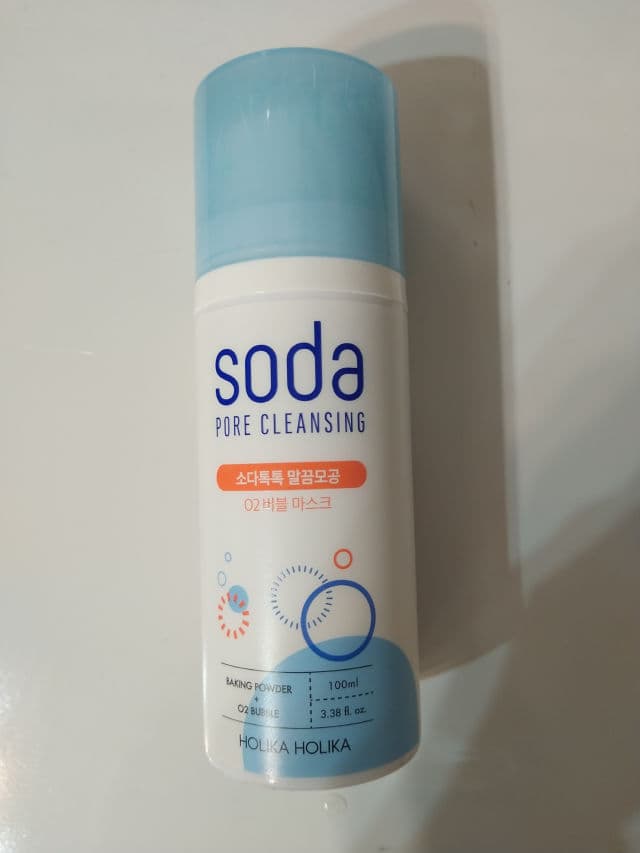 soda
PORE CLEANSING
소다톡톡 말끔모공
O2 버블 마스크
BAKING POWDER
+
O2 BUBBLE
100ml
3.38 fl. oz.
HOLIKA HOLIKA